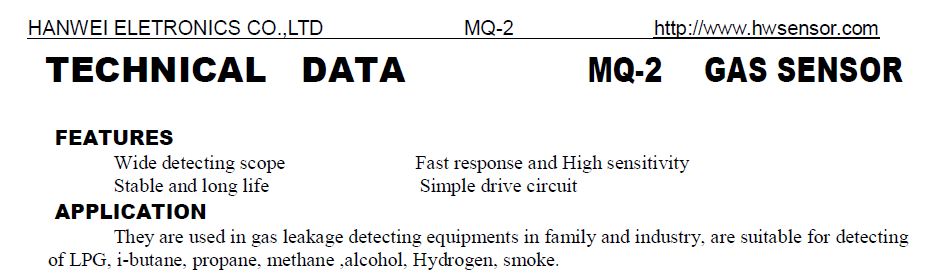 HANWEI ELETRONICS CO.,LTD MQ-2 http://www.hwsensor.com
TECHNICAL DATA MQ-2 GAS SENSOR
FEATURES
Wide detecting scope Fast response and High sensitivity
Stable and long life Simple drive circuit
APPLICATION
They are used in gas leakage detecting equipments in family and industry, are suitable for detecting
of LPG, i-butane, propane, methane ,alcohol, Hydrogen, smoke.